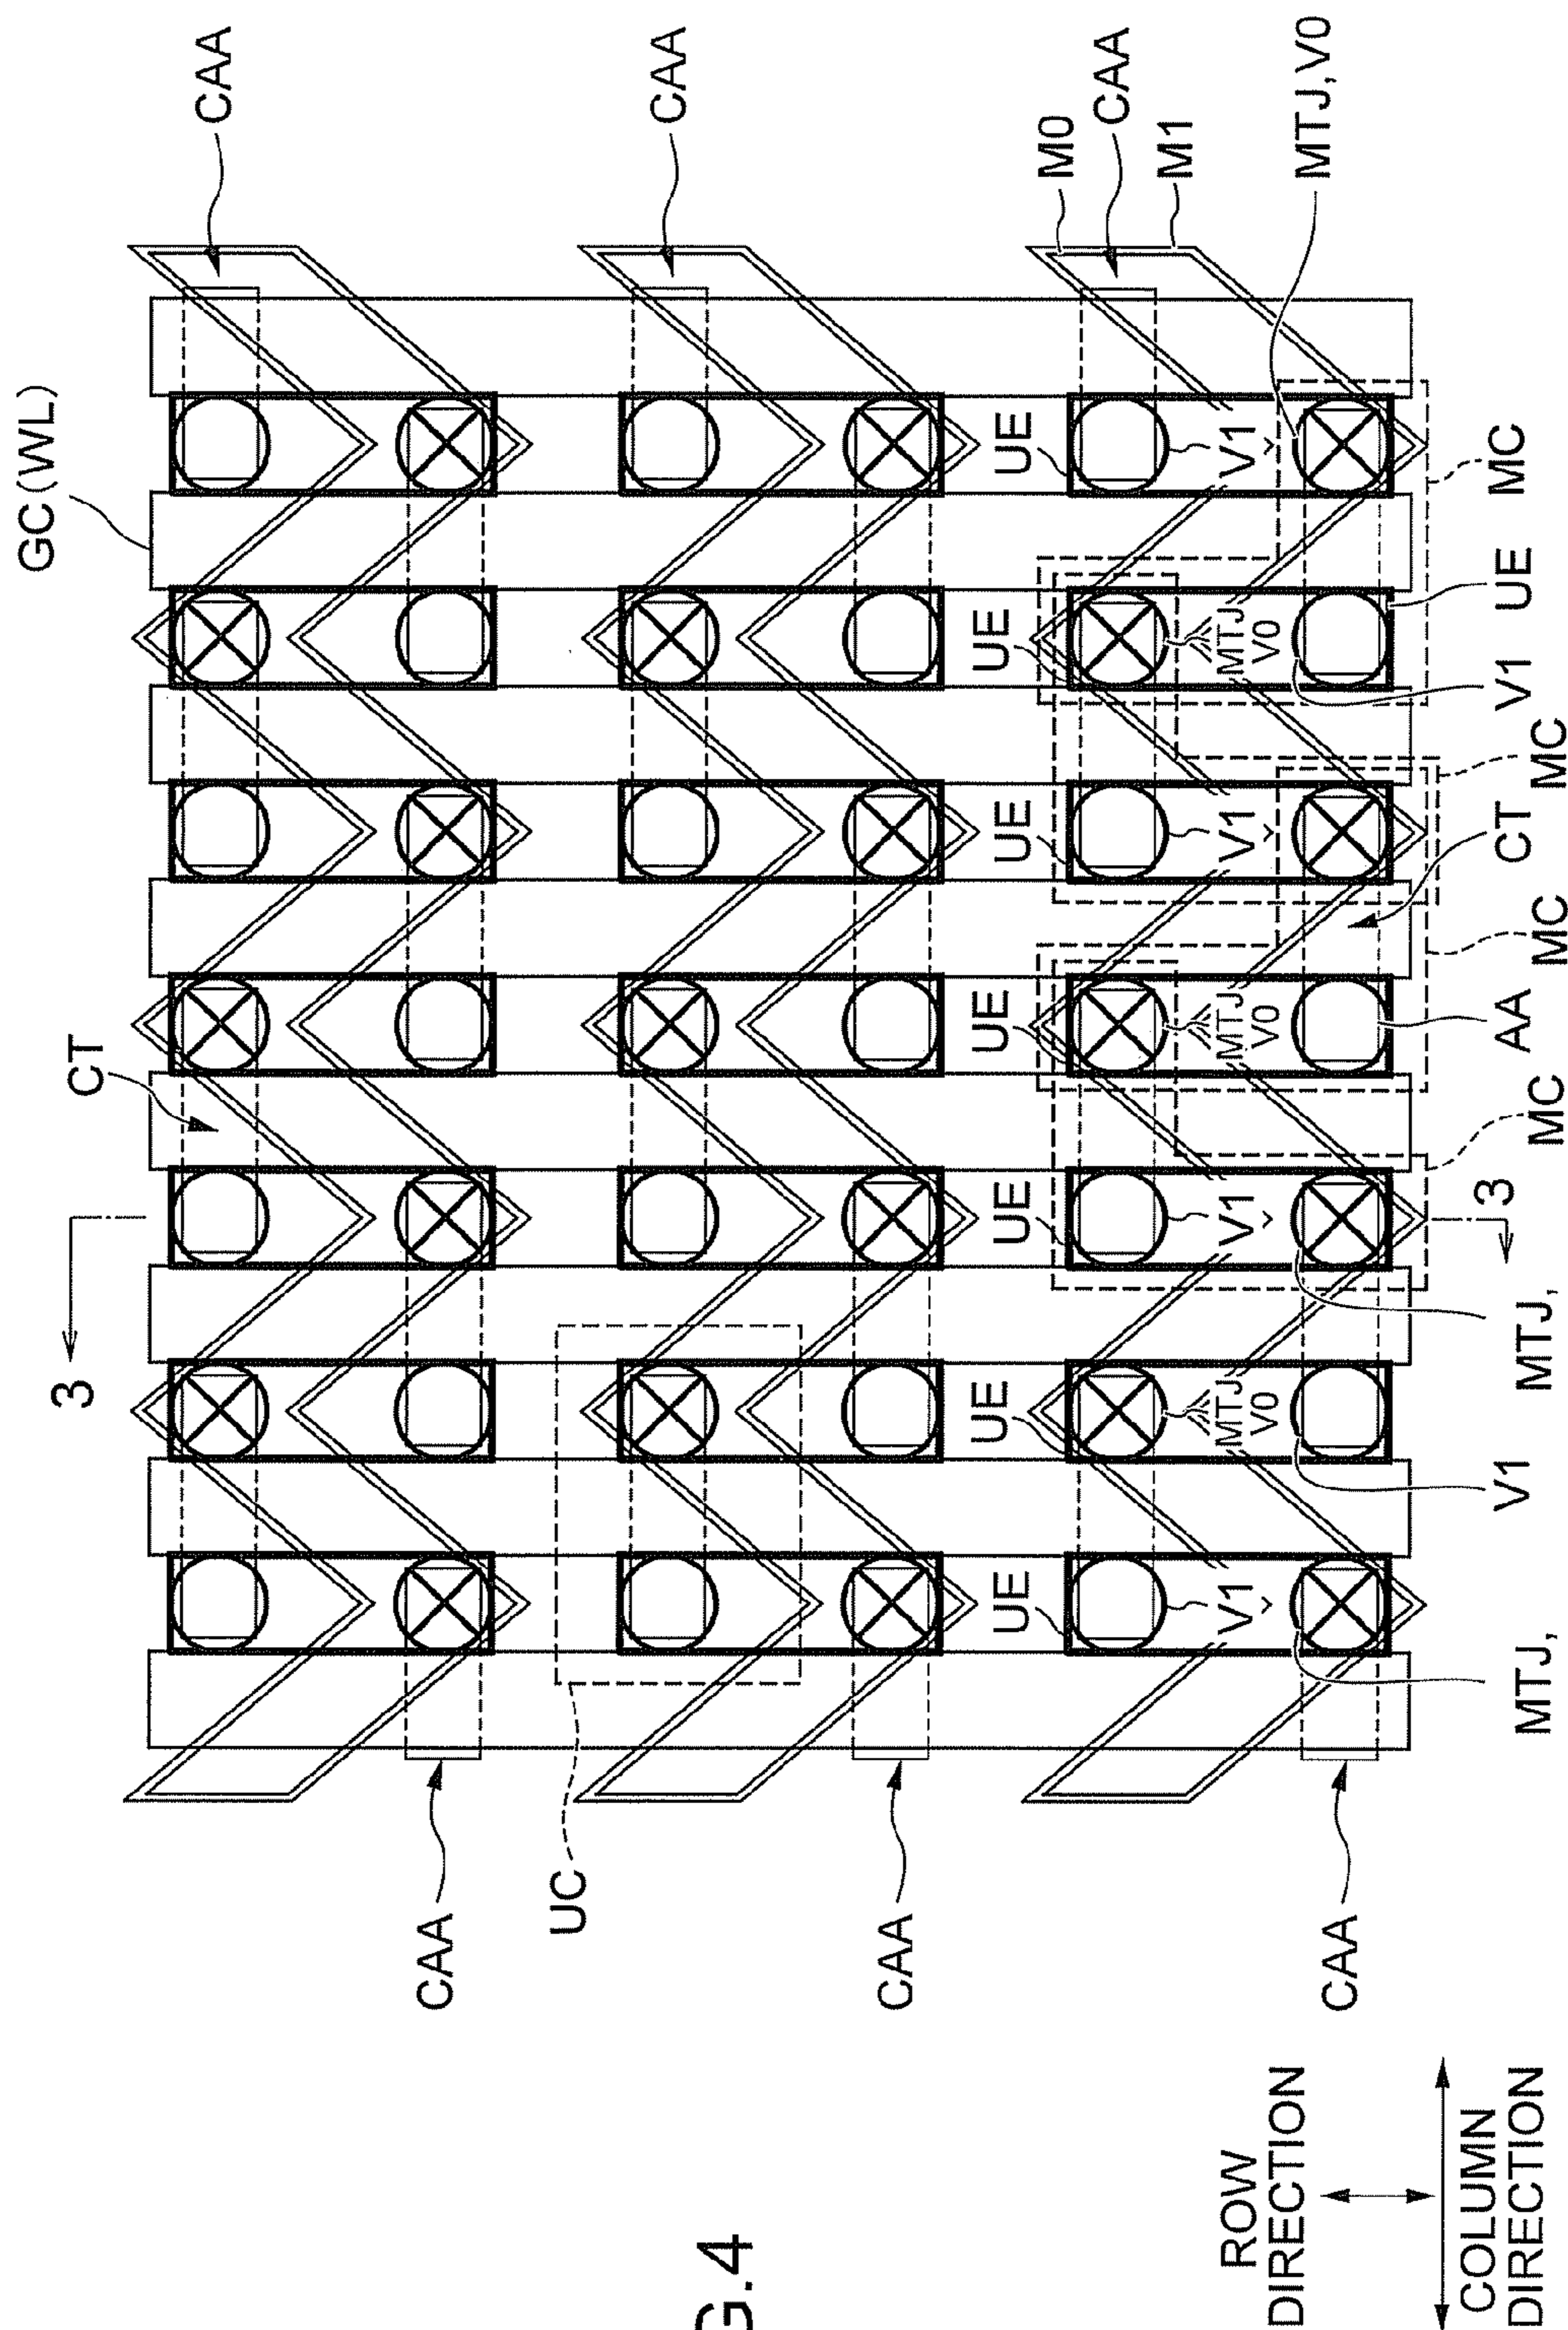 GC(WL)
CAA
CAA
M0
CAA
M1
MTJ,V0
CT
3
UE
V1
MC
UE
MTJ
V0
UE
V1
UE
V1
MC
CT
UE
MTJ
V0
MC
AA
UE
V1
MC
3
UE
MTJ
V0
MTJ,
V1
UE
V1
MTJ,
UC
CAA
CAA
CAA
ROW
DIRECTION
COLUMN
DIRECTION
G.4